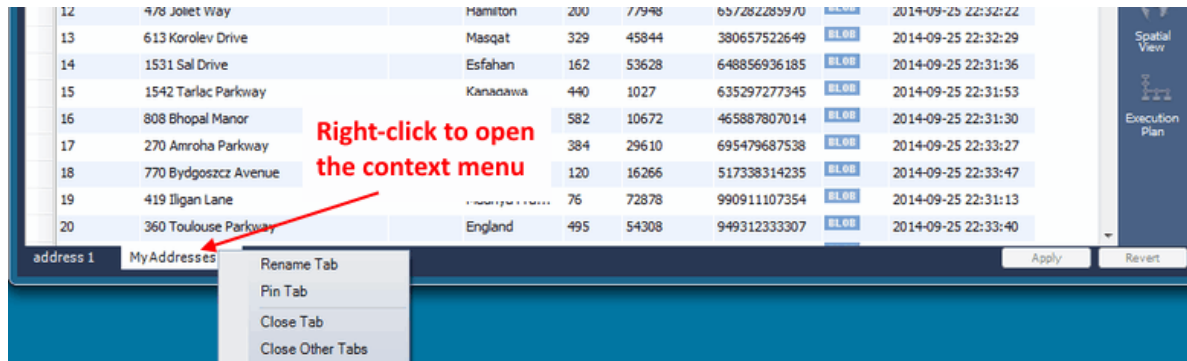 12 478 Joliet Way Hamilton 200 77948 657282285970 BLOB 2014-09-25 22:32:22
13 613 Korolev Drive Masqat 329 45844 380657522649 BLOB 2014-09-25 22:32:29
Spatial
View
14 1531 Sal Drive Esfahan 162 53628 648856936185 BLOB 2014-09-25 22:31:36
15 1542 Tarlac Parkway Kanagawa 440 1027 635297277345 BLOB 2014-09-25 22:31:53
16 808 Bhopal Manor 582 10672 465887807014 BLOB 2014-09-25 22:31:30
Execution
Plan
Right-click to open
the context menu
17 270 Amroha Parkway 384 29610 695479687538 BLOB 2014-09-25 22:33:27
18 770 Bydgoszcz Avenue 120 16266 517338314235 BLOB 2014-09-25 22:33:47
19 419 Iligan Lane 76 72878 990911107354 BLOB 2014-09-25 22:31:13
20 360 Toulouse Parkway England 495 54308 949312333307 BLOB 2014-09-25 22:33:40
address 1 MyAddresses Apply Revert
Rename Tab
Pin Tab
Close Tab
Close Other Tabs